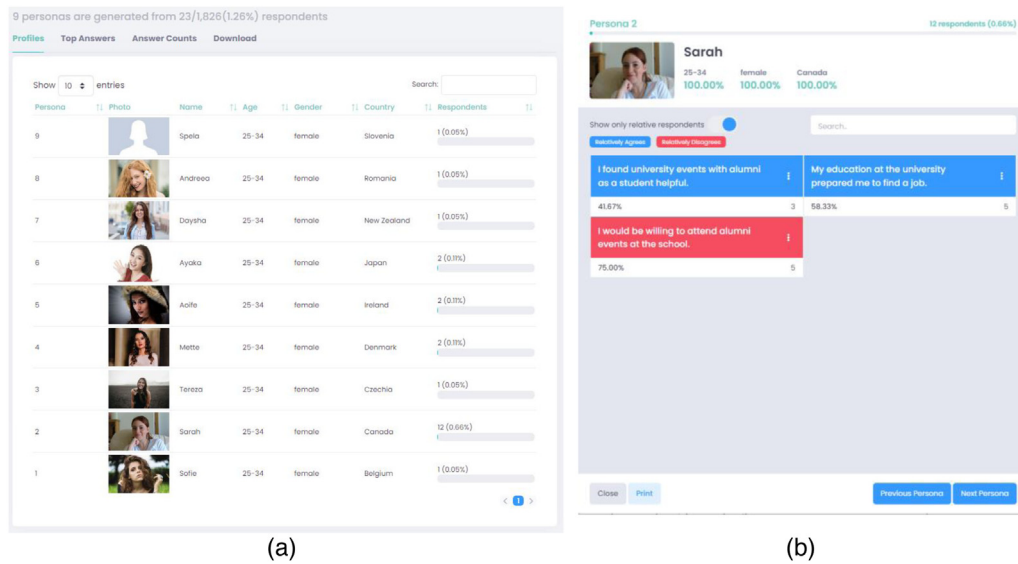 9 personas are generated from 23/1,826(1.26%) respondents
Profiles Top Answers Answer Counts Download
Show 10 entries Search:
Persona Photo Name Age Gender Country Respondents
9 Spela 25-34 female Slovenia 1 (0.05%)
8 Andreea 25-34 female Romania 1 (0.05%)
7 Daysha 25-34 female New Zealand 1 (0.05%)
6 Ayaka 25-34 female Japan 2 (0.11%)
5 Aoife 25-34 female Ireland 2 (0.11%)
4 Mette 25-34 female Denmark 2 (0.11%)
3 Tereza 25-34 female Czechia 1 (0.05%)
2 Sarah 25-34 female Canada 12 (0.66%)
1 Sofie 25-34 female Belgium 1 (0.05%)
< 1 >
(a)
Persona 2 12 respondents (0.66%)
Sarah
25-34 female Canada
100.00% 100.00% 100.00%
Show only relative respondents Search..
Relatively Agrees Relatively Disagrees
I found university events with alumni
as a student helpful.
41.67% 3
My education at the university
prepared me to find a job.
58.33% 5
I would be willing to attend alumni
events at the school.
75.00% 5
Close Print Previous Persona Next Persona
(b)